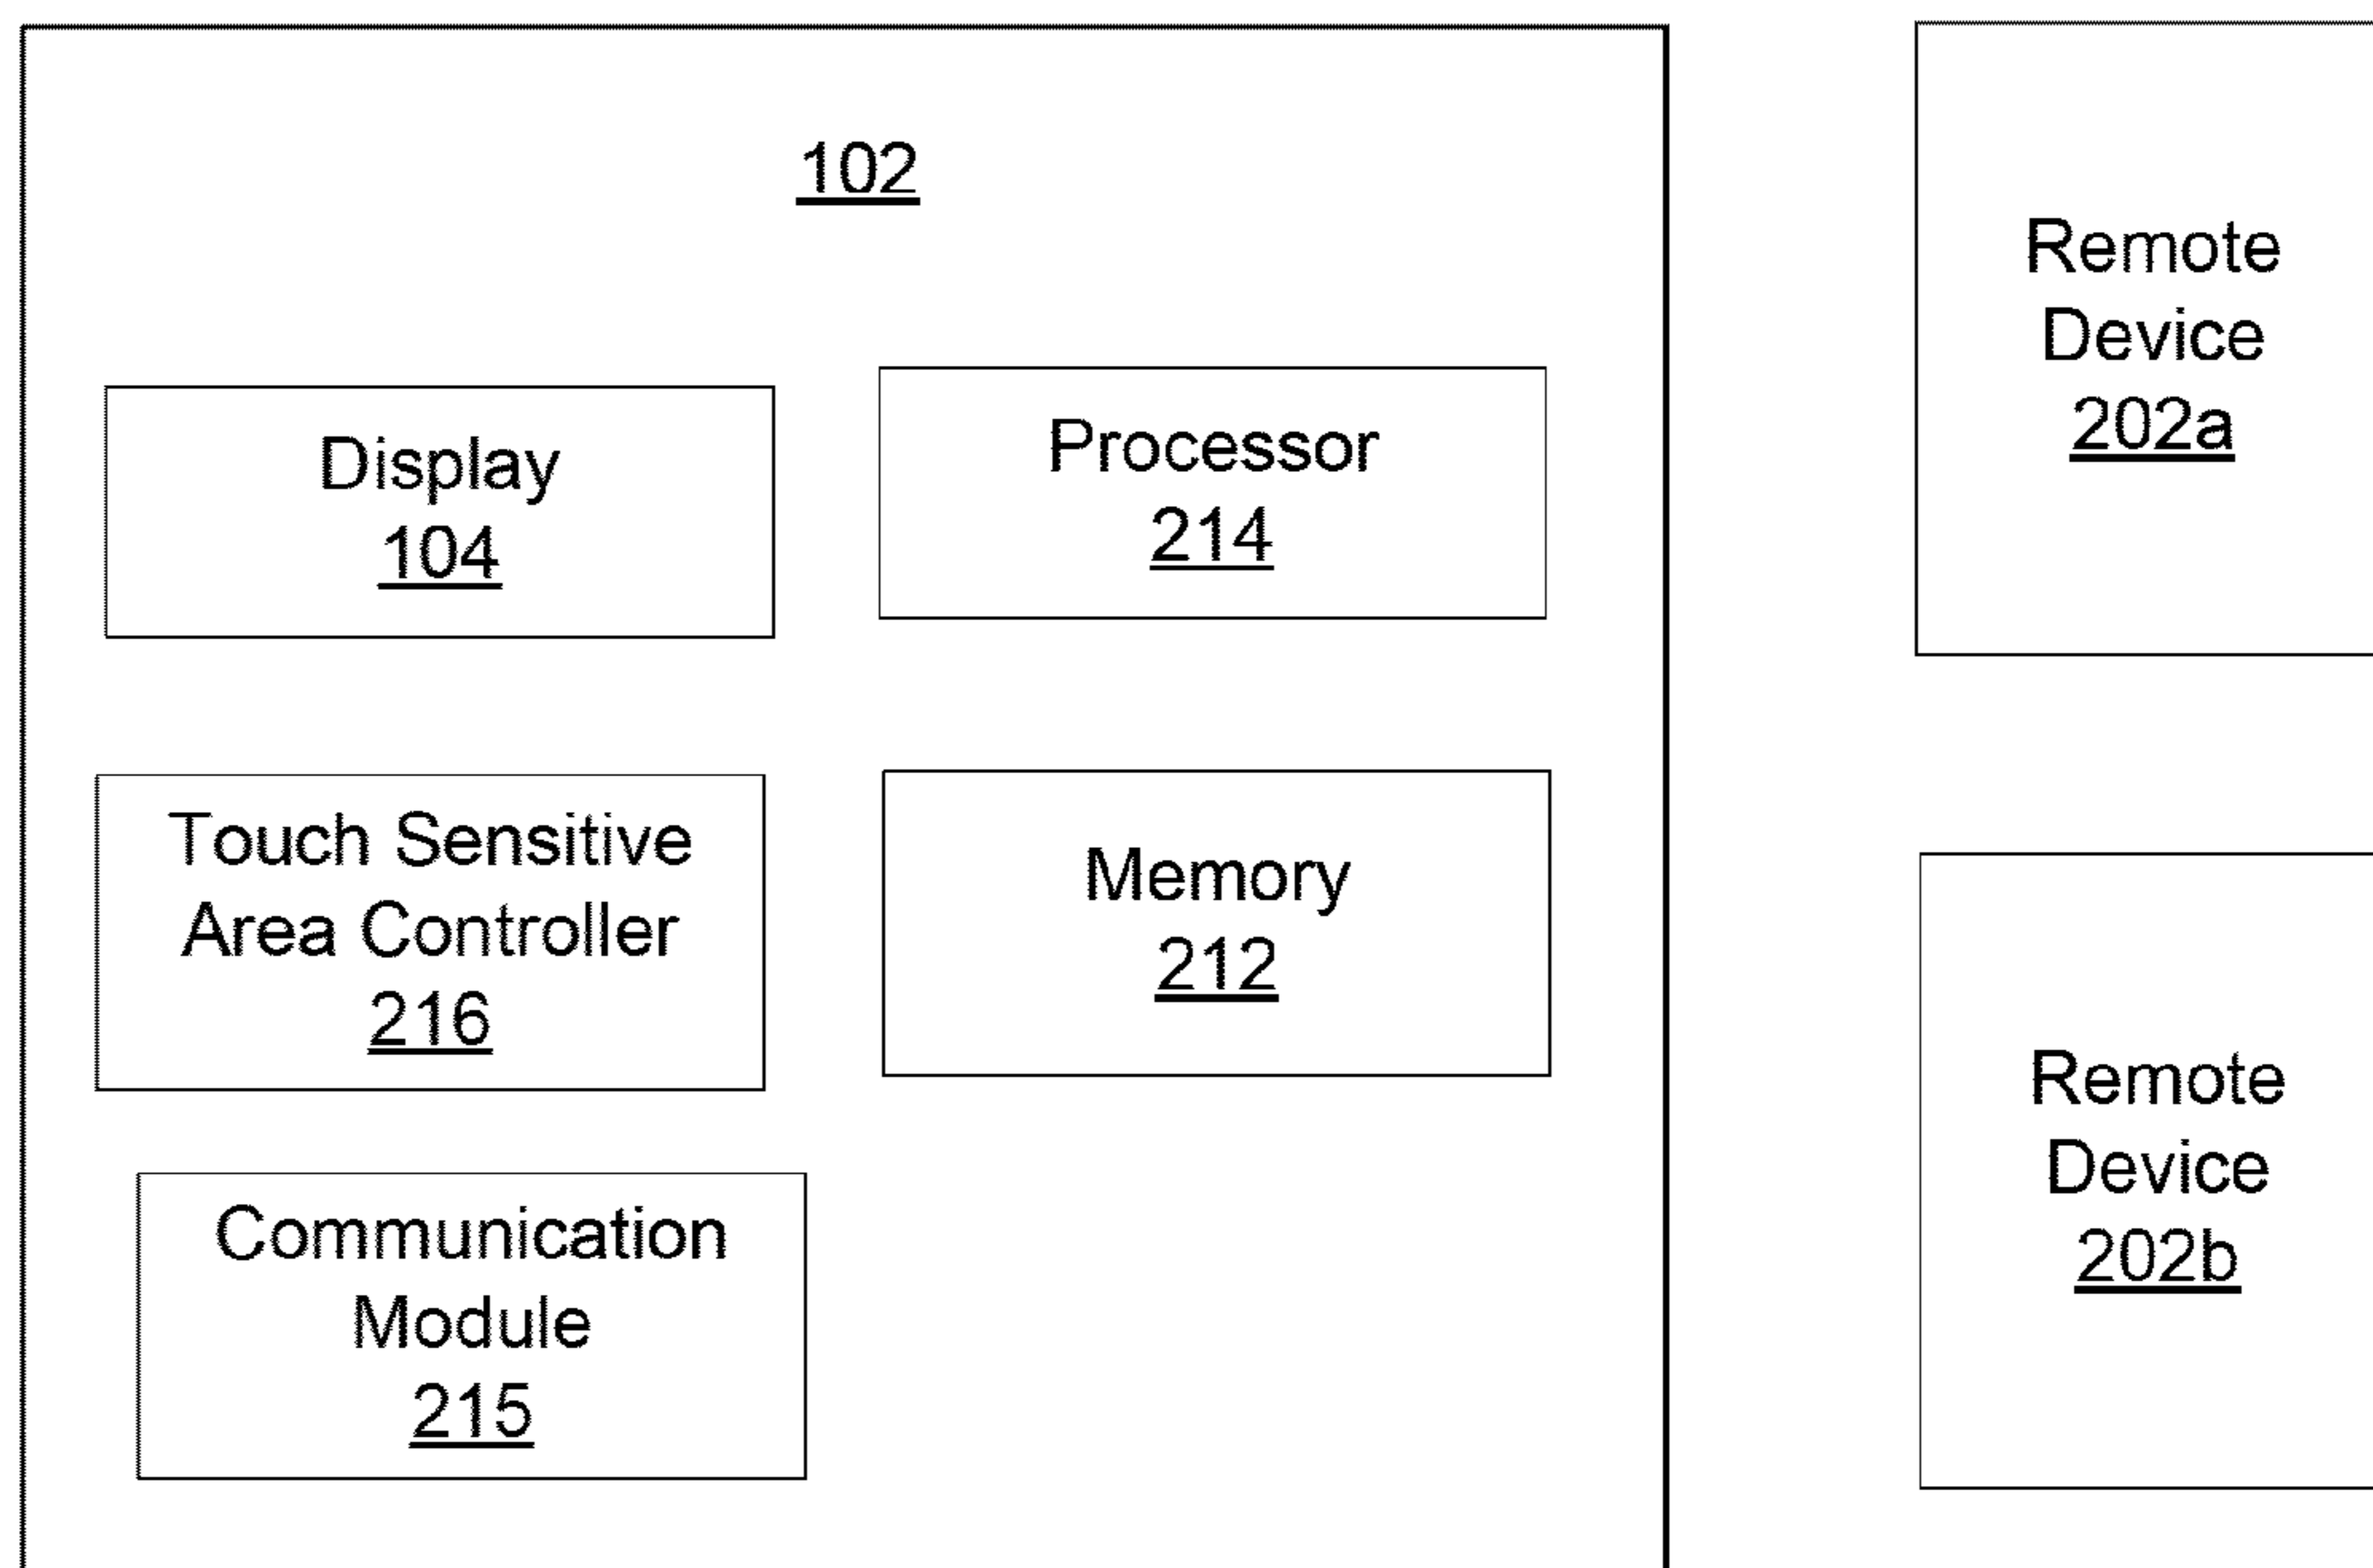 102
Display
104
Processor
214
Touch Sensitive
Area Controller
216
Memory
212
Communication
Module
215
Remote
Device
202a
Remote
Device
202b